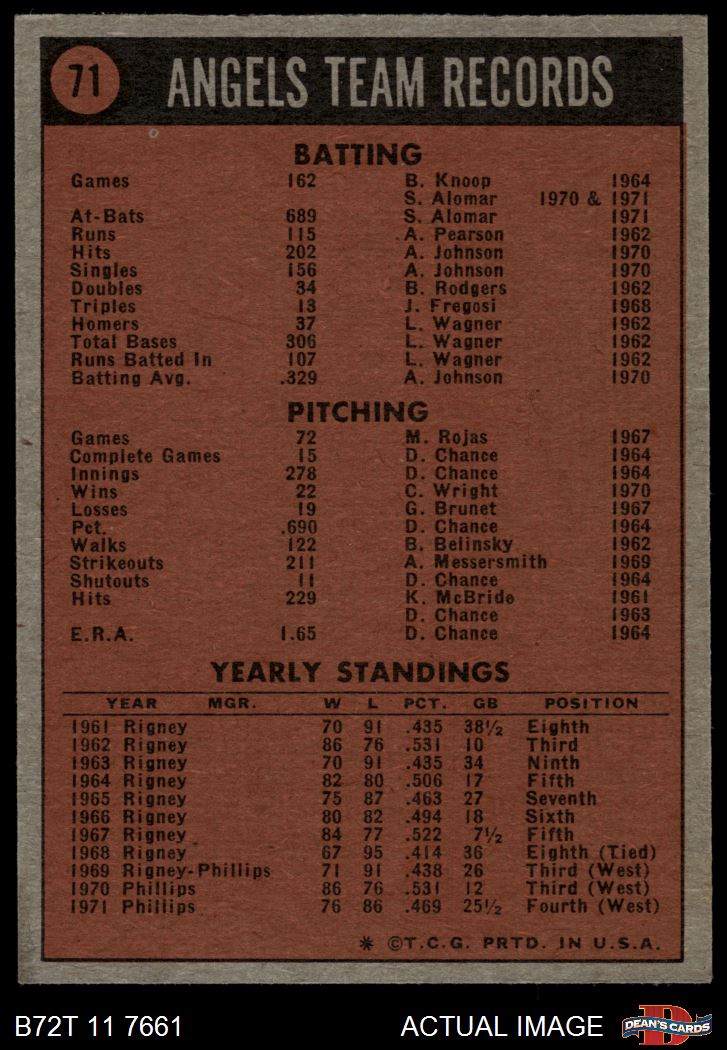 71 ANGELS TEAM RECORDS
BATTING
Games 162 B. Knoop 1964
S. Alomar 1970 & 1971
At-Bats 689 S. Alomar 1971
Runs 115 A. Pearson 1962
Hits 202 A. Johnson 1970
Singles 156 A. Johnson 1970
Doubles 34 B. Rodgers 1962
Triples 13 J. Fregosi 1968
Homers 37 L. Wagner 1962
Total Bases 306 L. Wagner 1962
Runs Batted In 107 L. Wagner 1962
Batting Avg. .329 A. Johnson 1970
PITCHING
Games 72 M. Rojas 1967
Complete Games 15 D. Chance 1964
Innings 278 D. Chance 1964
Wins 22 C. Wright 1970
Losses 19 G. Brunet 1967
Pct. .690 D. Chance 1964
Walks 122 B. Belinsky 1962
Strikeouts 211 A. Messersmith 1969
Shutouts 11 D. Chance 1964
Hits 229 K. McBride 1961
D. Chance 1963
E.R.A. 1.65 D. Chance 1964
YEARLY STANDINGS
YEAR MGR. W L PCT. GB POSITION
1961 Rigney 70 91 .435 38½ Eighth
1962 Rigney 86 76 .531 10 Third
1963 Rigney 70 91 .435 34 Ninth
1964 Rigney 82 80 .506 17 Fifth
1965 Rigney 75 87 .463 27 Seventh
1966 Rigney 80 82 .494 18 Sixth
1967 Rigney 84 77 .522 7½ Fifth
1968 Rigney 67 95 .414 36 Eighth (Tied)
1969 Rigney-Phillips 71 91 .438 26 Third (West)
1970 Phillips 86 76 .531 12 Third (West)
1971 Phillips 76 86 .469 25½ Fourth (West)
* ©T.C.G. PRTD. IN U.S.A.
B72T 11 7661 ACTUAL IMAGE D DEAN'S CARDS